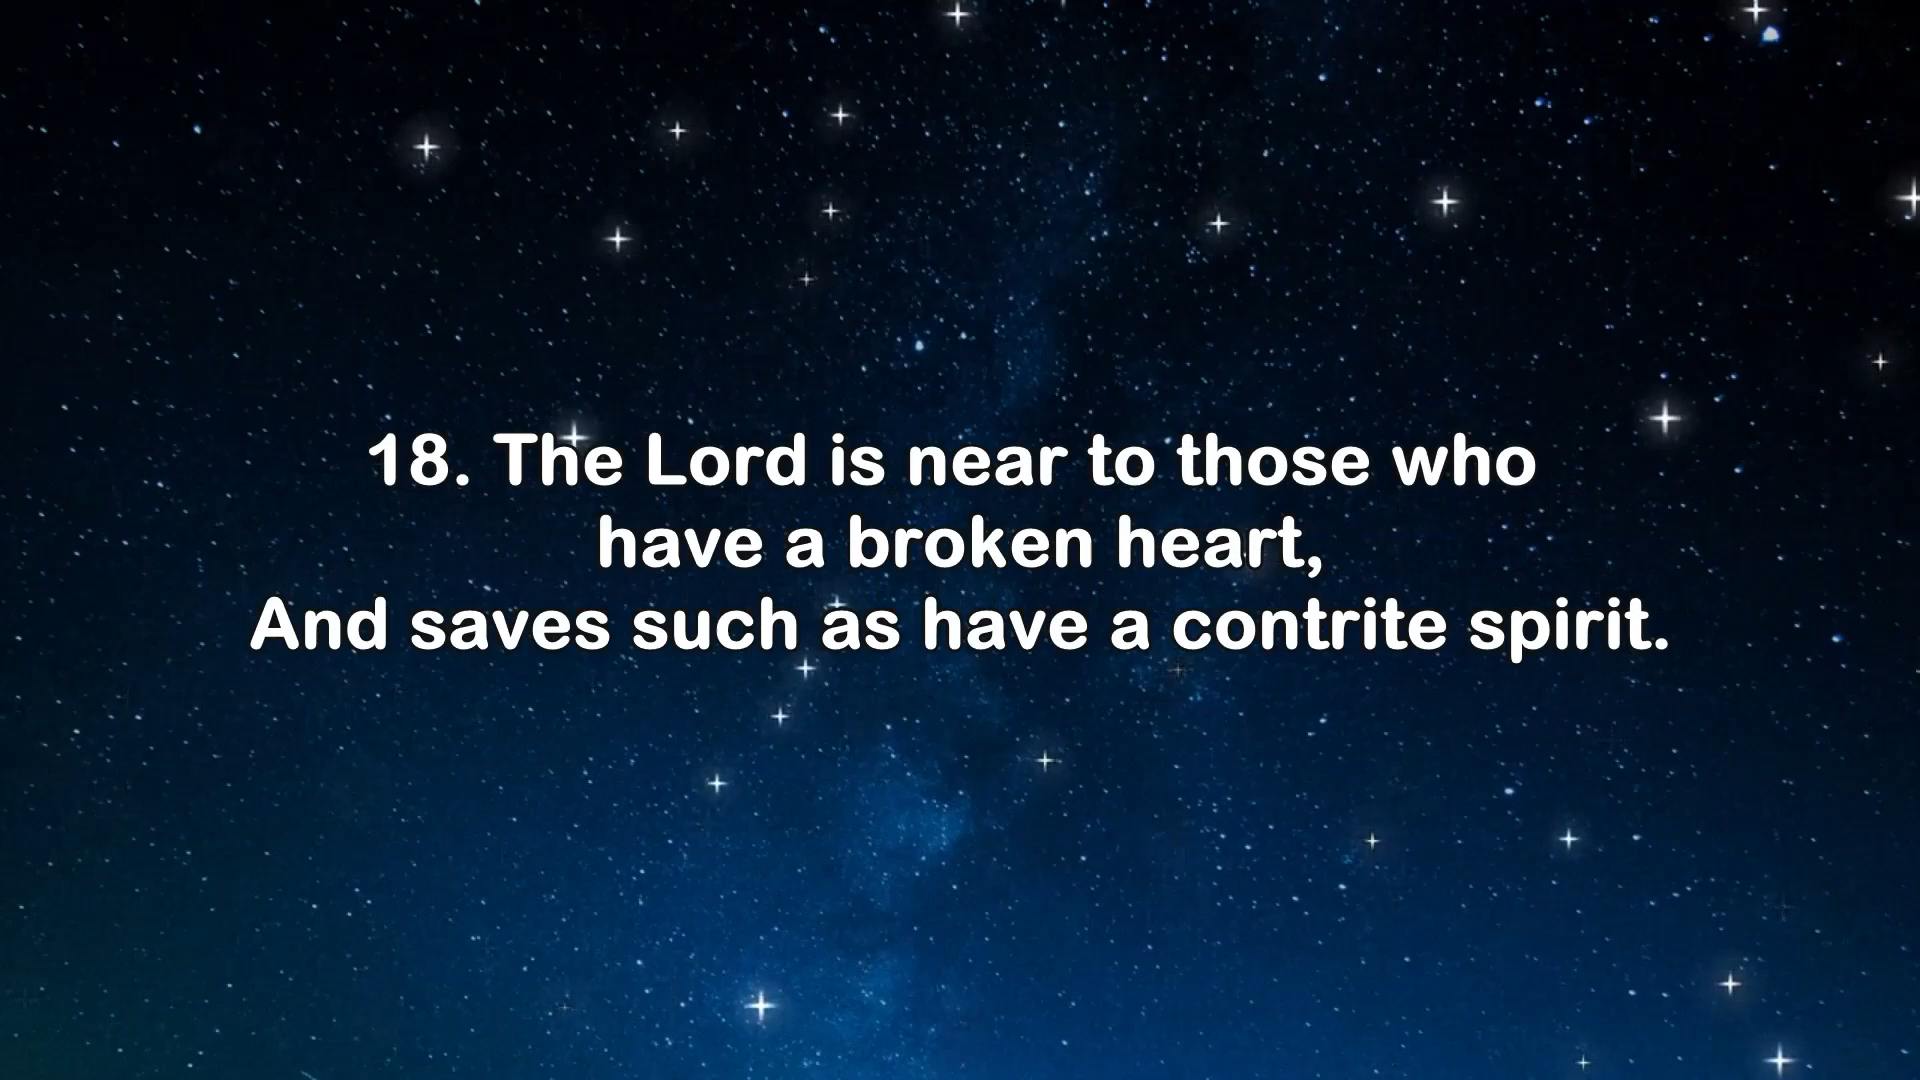 18. The Lord is near to those who
have a broken heart,
And saves such as have a contrite spirit.